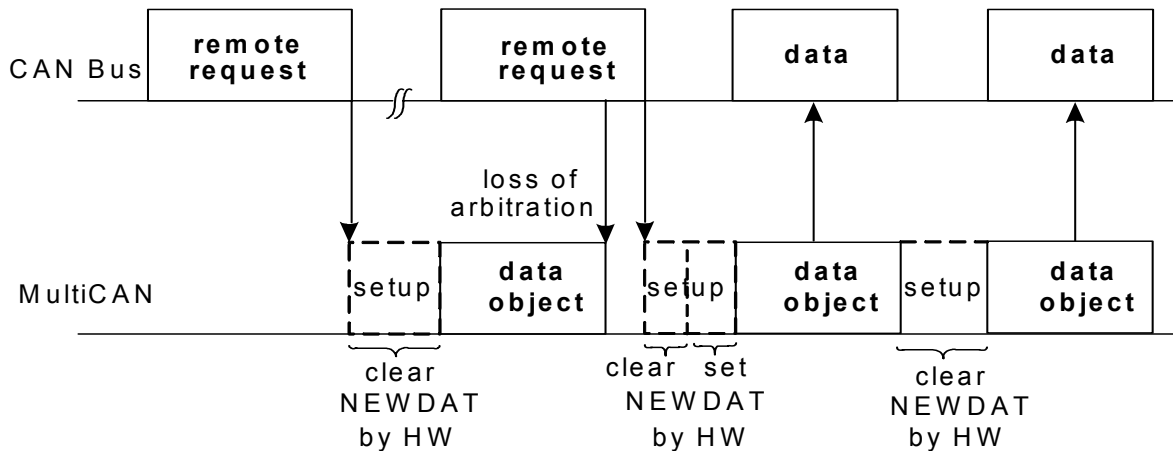 CAN Bus
remote
request
remote
request
data
data
loss of
arbitration
MultiCAN
setup
data
object
setup
data
object
setup
data
object
clear
NEWDAT
by HW
clear set
NEWDAT
by HW
clear
NEWDAT
by HW